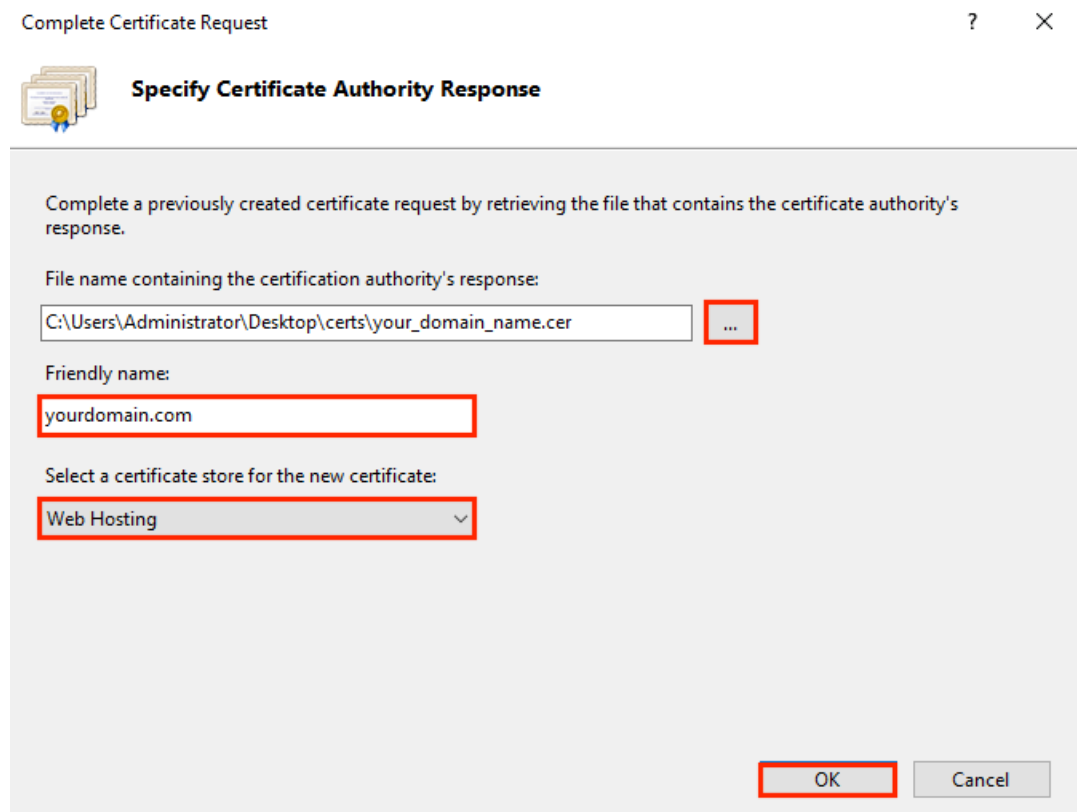 Complete Certificate Request
?
Specify Certificate Authority Response
Complete a previously created certificate request by retrieving the file that contains the certificate authority's
response.
File name containing the certification authority's response:
C:\Users\Administrator\Desktop\certs\your_domain_name.cer
...
Friendly name:
yourdomain.com
Select a certificate store for the new certificate:
Web Hosting
OK
Cancel